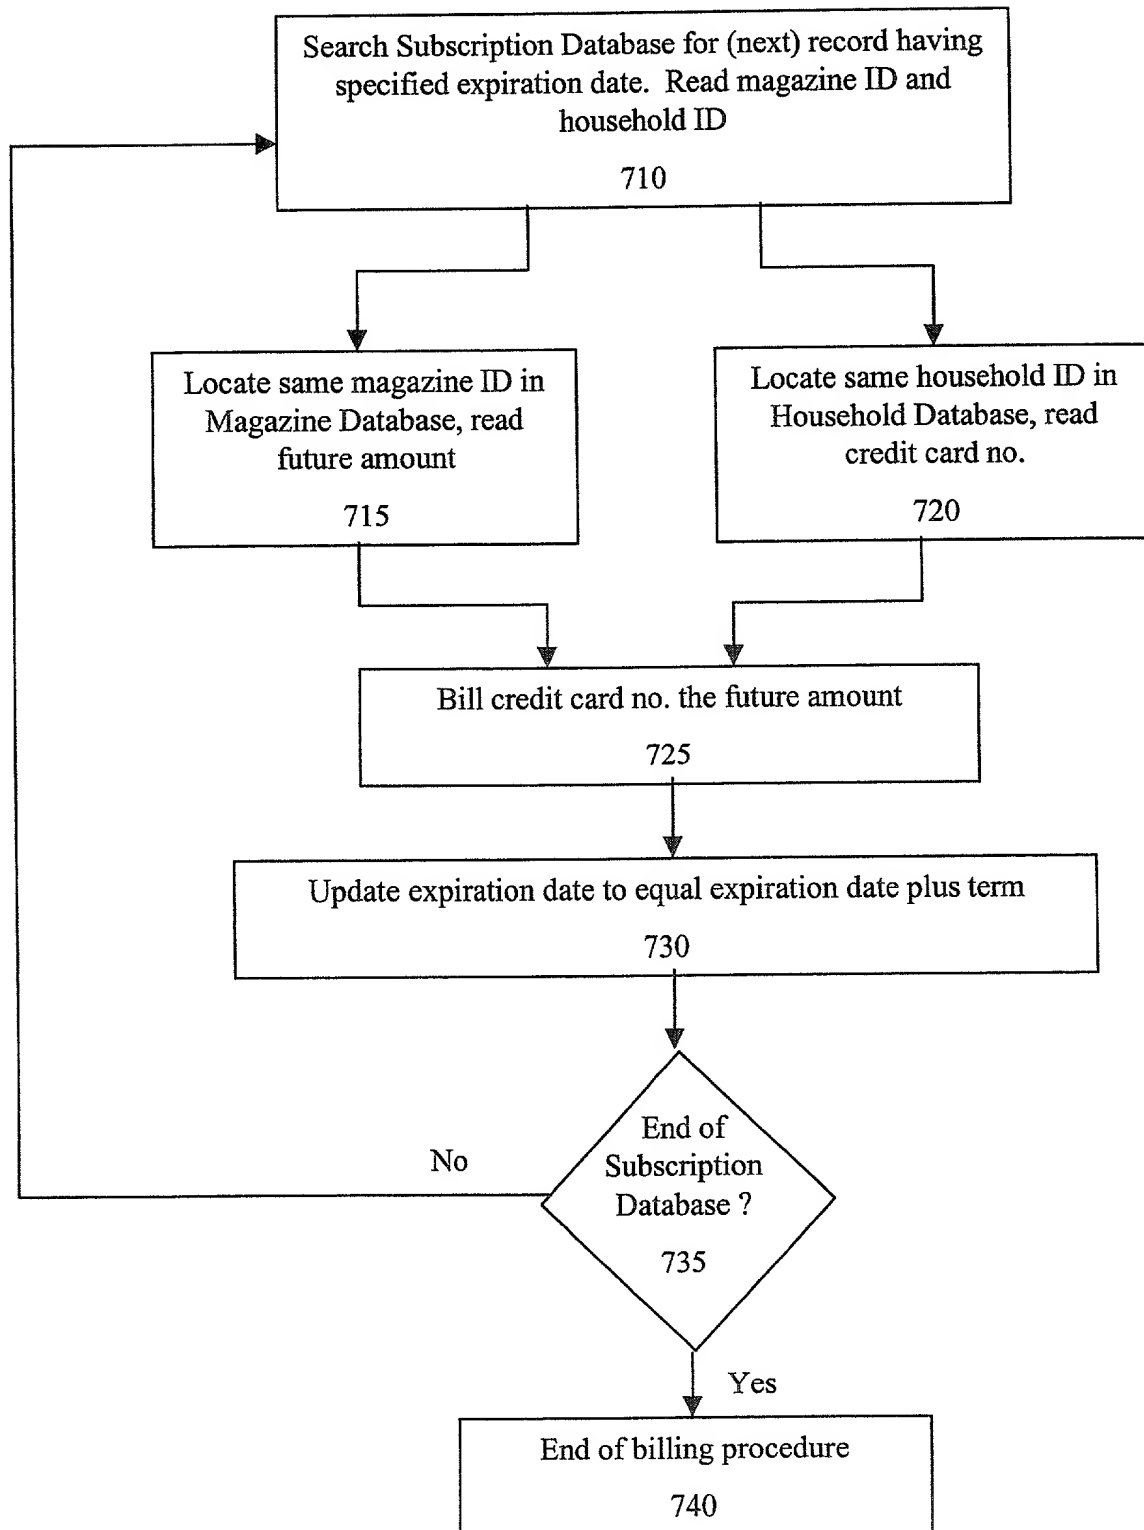 Search Subscription Database for (next) record having
specified expiration date. Read magazine ID and
household ID
710
Locate same magazine ID in
Magazine Database, read
future amount
715
Locate same household ID in
Household Database, read
credit card no.
720
Bill credit card no. the future amount
725
Update expiration date to equal expiration date plus term
730
End of
Subscription
Database ?
735
No
Yes
End of billing procedure
740